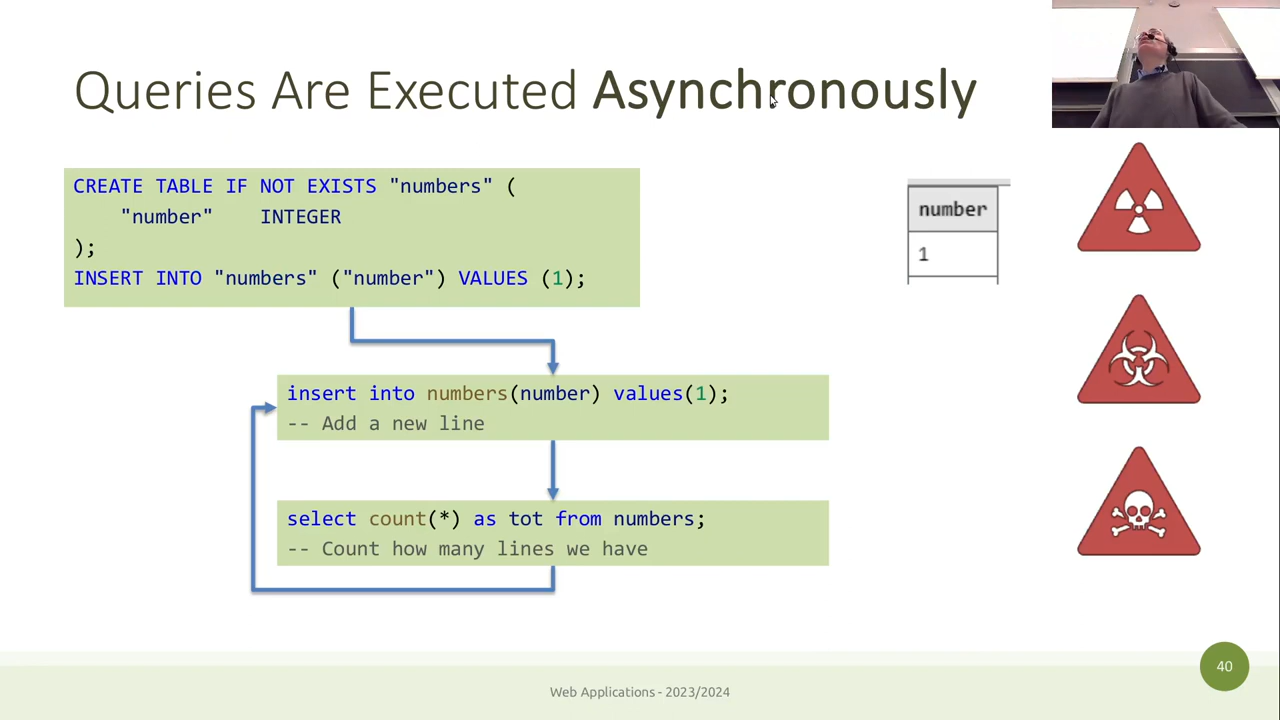 Queries Are Executed Asynchronously
CREATE TABLE IF NOT EXISTS "numbers" (
"number" INTEGER
);
INSERT INTO "numbers" ("number") VALUES (1);
number
1
insert into numbers(number) values(1);
-- Add a new line
select count(*) as tot from numbers;
-- Count how many lines we have
Web Applications - 2023/2024
40